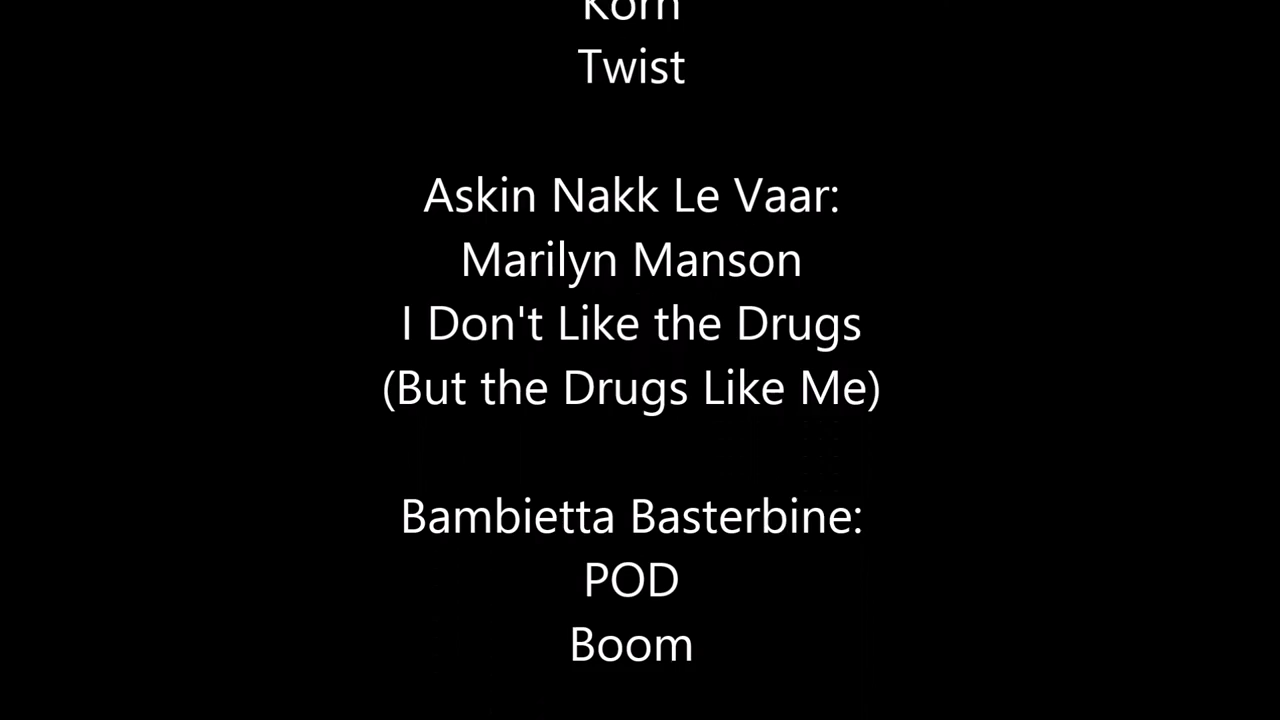 Korn
Twist
Askin Nakk Le Vaar:
Marilyn Manson
I Don't Like the Drugs
(But the Drugs Like Me)
Bambietta Basterbine:
POD
Boom